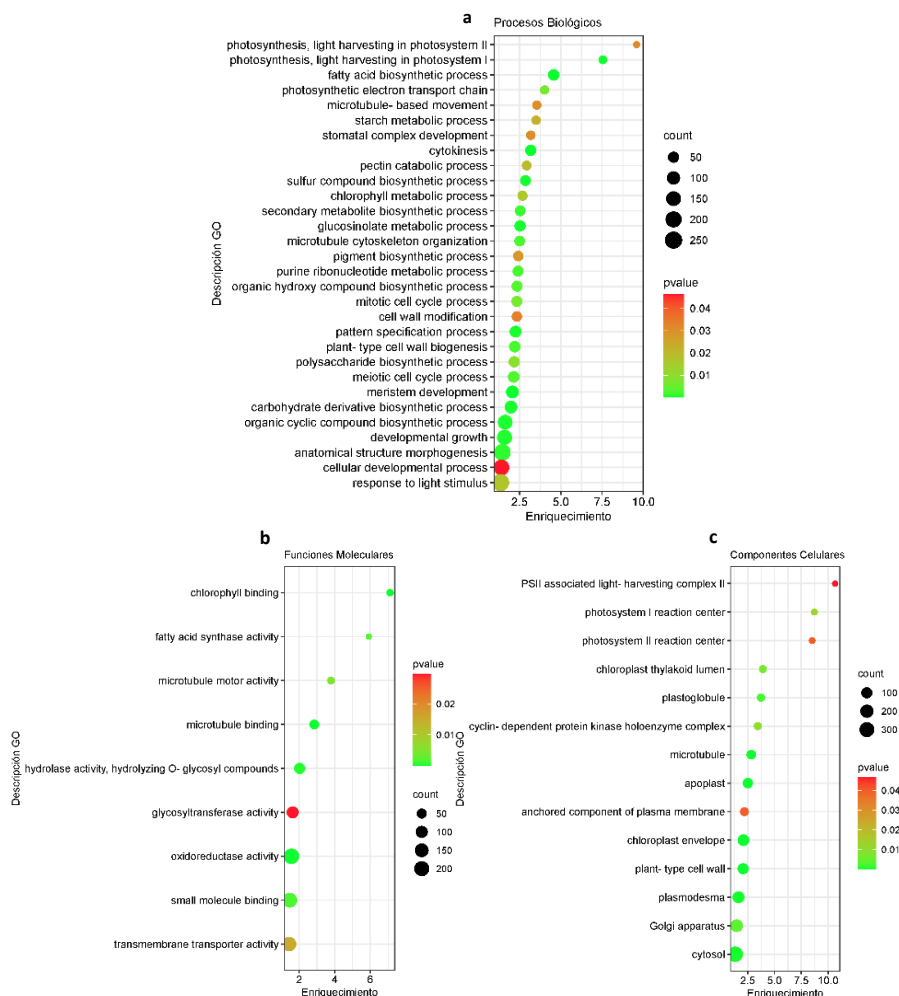 a
Procesos Biológicos
photosynthesis, light harvesting in photosystem II
photosynthesis, light harvesting in photosystem I
fatty acid biosynthetic process
photosynthetic electron transport chain
microtubule- based movement
starch metabolic process
stomatal complex development
cytokinesis
pectin catabolic process
sulfur compound biosynthetic process
chlorophyll metabolic process
secondary metabolite biosynthetic process
glucosinolate metabolic process
microtubule cytoskeleton organization
pigment biosynthetic process
purine ribonucleotide metabolic process
organic hydroxy compound biosynthetic process
mitotic cell cycle process
cell wall modification
pattern specification process
plant- type cell wall biogenesis
polysaccharide biosynthetic process
meiotic cell cycle process
meristem development
carbohydrate derivative biosynthetic process
organic cyclic compound biosynthetic process
developmental growth
anatomical structure morphogenesis
cellular developmental process
response to light stimulus
Descripción GO
2.5 5.0 7.5 10.0
Enriquecimiento
count
50
100
150
200
250
pvalue
0.04
0.03
0.02
0.01
b
Funciones Moleculares
chlorophyll binding
fatty acid synthase activity
microtubule motor activity
microtubule binding
hydrolase activity, hydrolyzing O- glycosyl compounds
glycosyltransferase activity
oxidoreductase activity
small molecule binding
transmembrane transporter activity
Descripción GO
2 4 6
Enriquecimiento
pvalue
0.02
0.01
count
50
100
150
200
c
Componentes Celulares
PSII associated light- harvesting complex II
photosystem I reaction center
photosystem II reaction center
chloroplast thylakoid lumen
plastoglobule
cyclin- dependent protein kinase holoenzyme complex
microtubule
apoplast
anchored component of plasma membrane
chloroplast envelope
plant- type cell wall
plasmodesma
Golgi apparatus
cytosol
Descripción GO
2.5 5.0 7.5 10.0
Enriquecimiento
count
100
200
300
pvalue
0.04
0.03
0.02
0.01